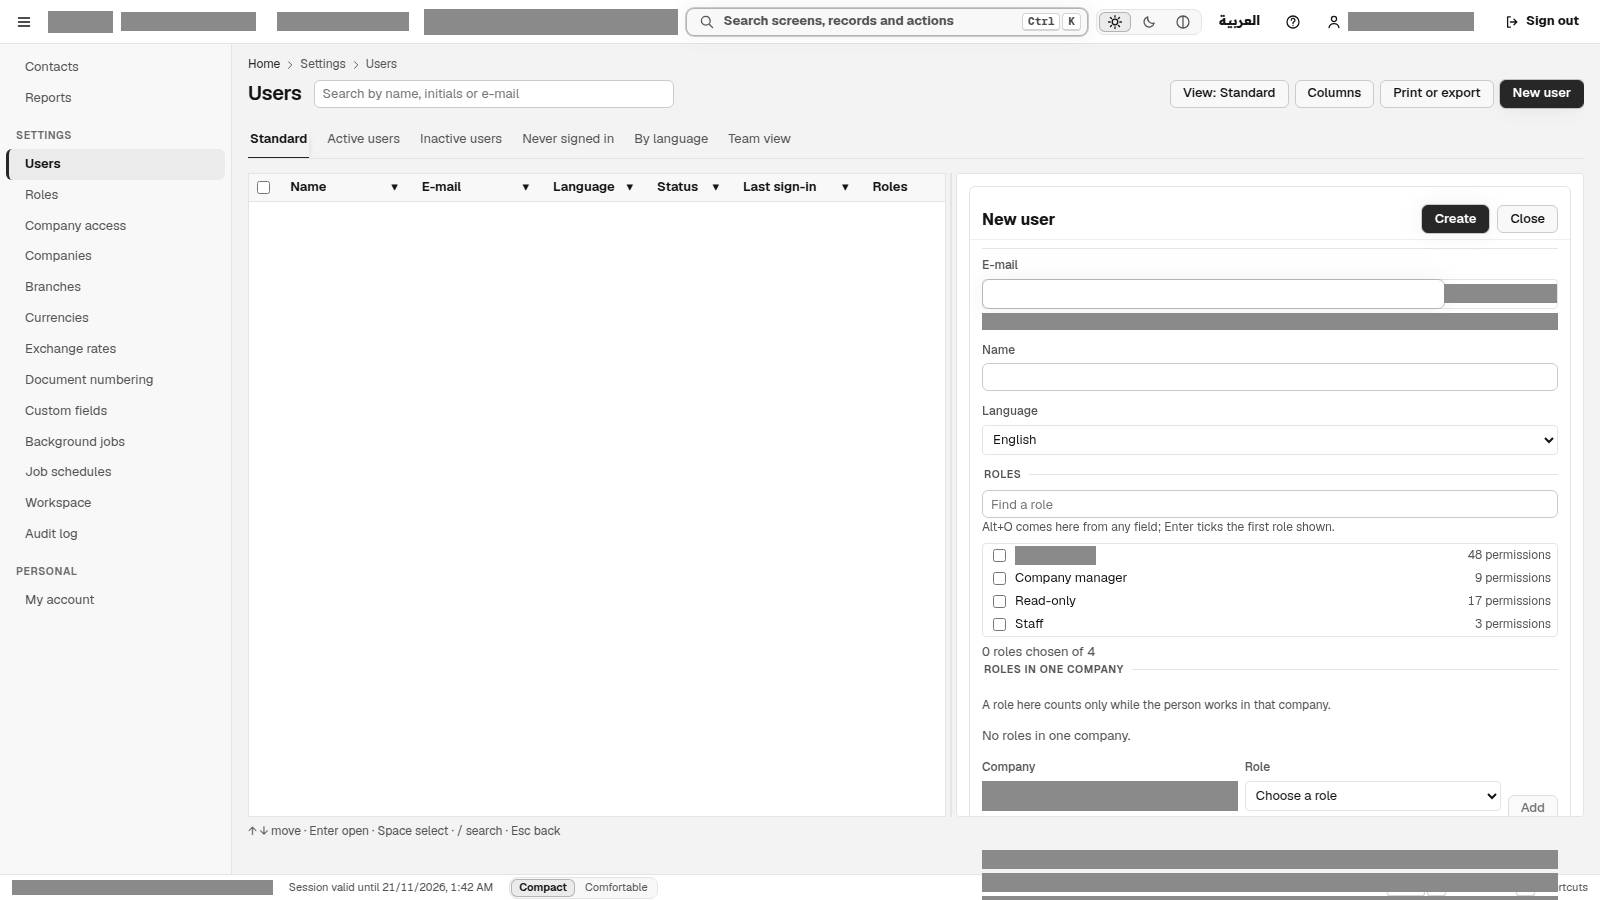 Search screens, records and actions Ctrl K
العربية
Sign out
Contacts
Reports
SETTINGS
Users
Roles
Company access
Companies
Branches
Currencies
Exchange rates
Document numbering
Custom fields
Background jobs
Job schedules
Workspace
Audit log
PERSONAL
My account
Home > Settings > Users
Users
Search by name, initials or e-mail
View: Standard
Columns
Print or export
New user
Standard
Active users
Inactive users
Never signed in
By language
Team view
Name ▼ E-mail ▼ Language ▼ Status ▼ Last sign-in ▼ Roles
New user
Create
Close
E-mail
Name
Language
English
ROLES
Find a role
Alt+O comes here from any field; Enter ticks the first role shown.
48 permissions
Company manager 9 permissions
Read-only 17 permissions
Staff 3 permissions
0 roles chosen of 4
ROLES IN ONE COMPANY
A role here counts only while the person works in that company.
No roles in one company.
Company Role
Choose a role
Add
↑ ↓ move · Enter open · Space select · / search · Esc back
Session valid until 21/11/2026, 1:42 AM
Compact
Comfortable